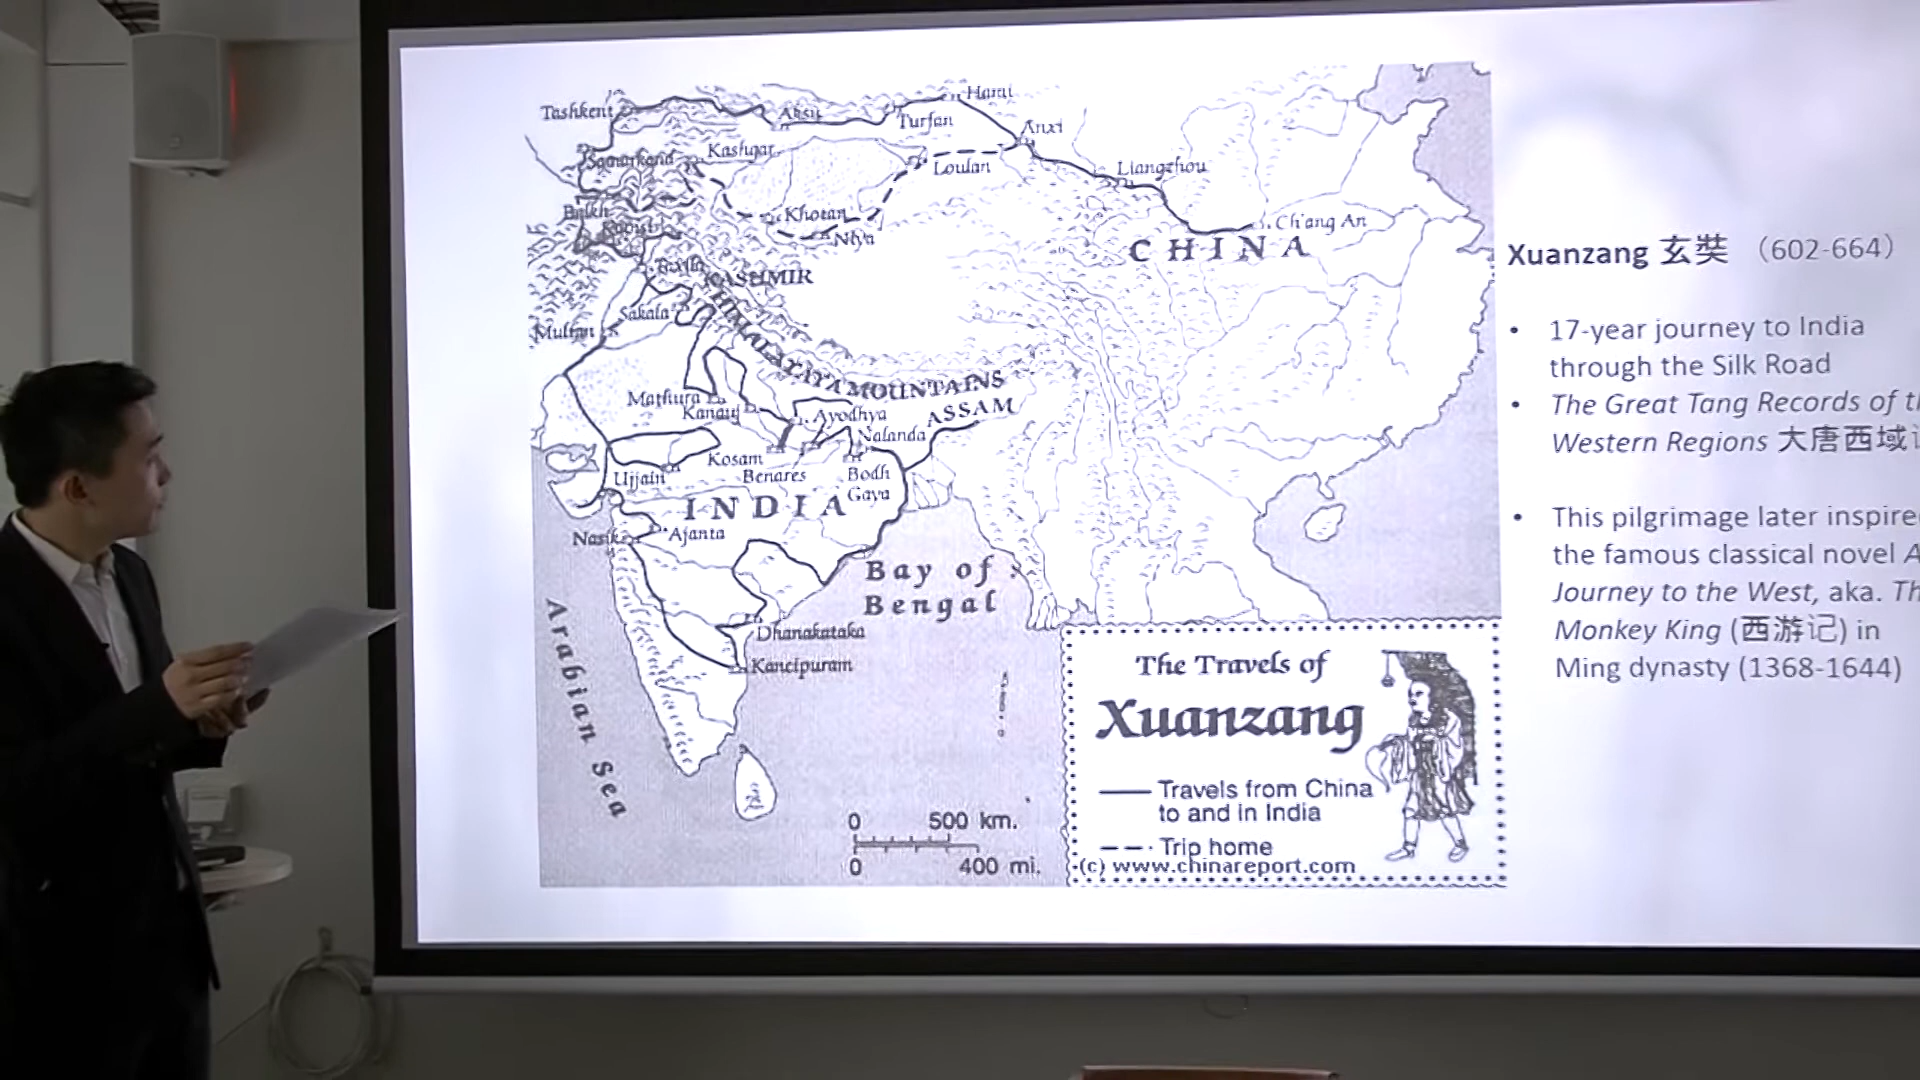 Hami
Tashkent
Aksu
Turfan
Anxi
Samarkand
Kashgar
Loulan
Liangzhou
Balkh
Khotan
Ch'ang An
Niya
CHINA
KASHMIR
Sakala
Multan
HIMALAYA MOUNTAINS
Mathura
Kanauj
Ayodhya
ASSAM
Nalanda
Kosam
Ujjain
Benares
Bodh
Gaya
INDIA
Nasik
Ajanta
Bay of
Bengal
Dhanakataka
Kancipuram
Arabian Sea
0 500 km.
0 400 mi.
The Travels of
Xuanzang
Travels from China
to and in India
Trip home
(c) www.chinareport.com
Xuanzang 玄奘 （602-664）
• 17-year journey to India
through the Silk Road
• The Great Tang Records of
Western Regions 大唐西域
• This pilgrimage later
the famous classical novel
Journey to the West, aka.
Monkey King (西游记) in
Ming dynasty (1368-1644)